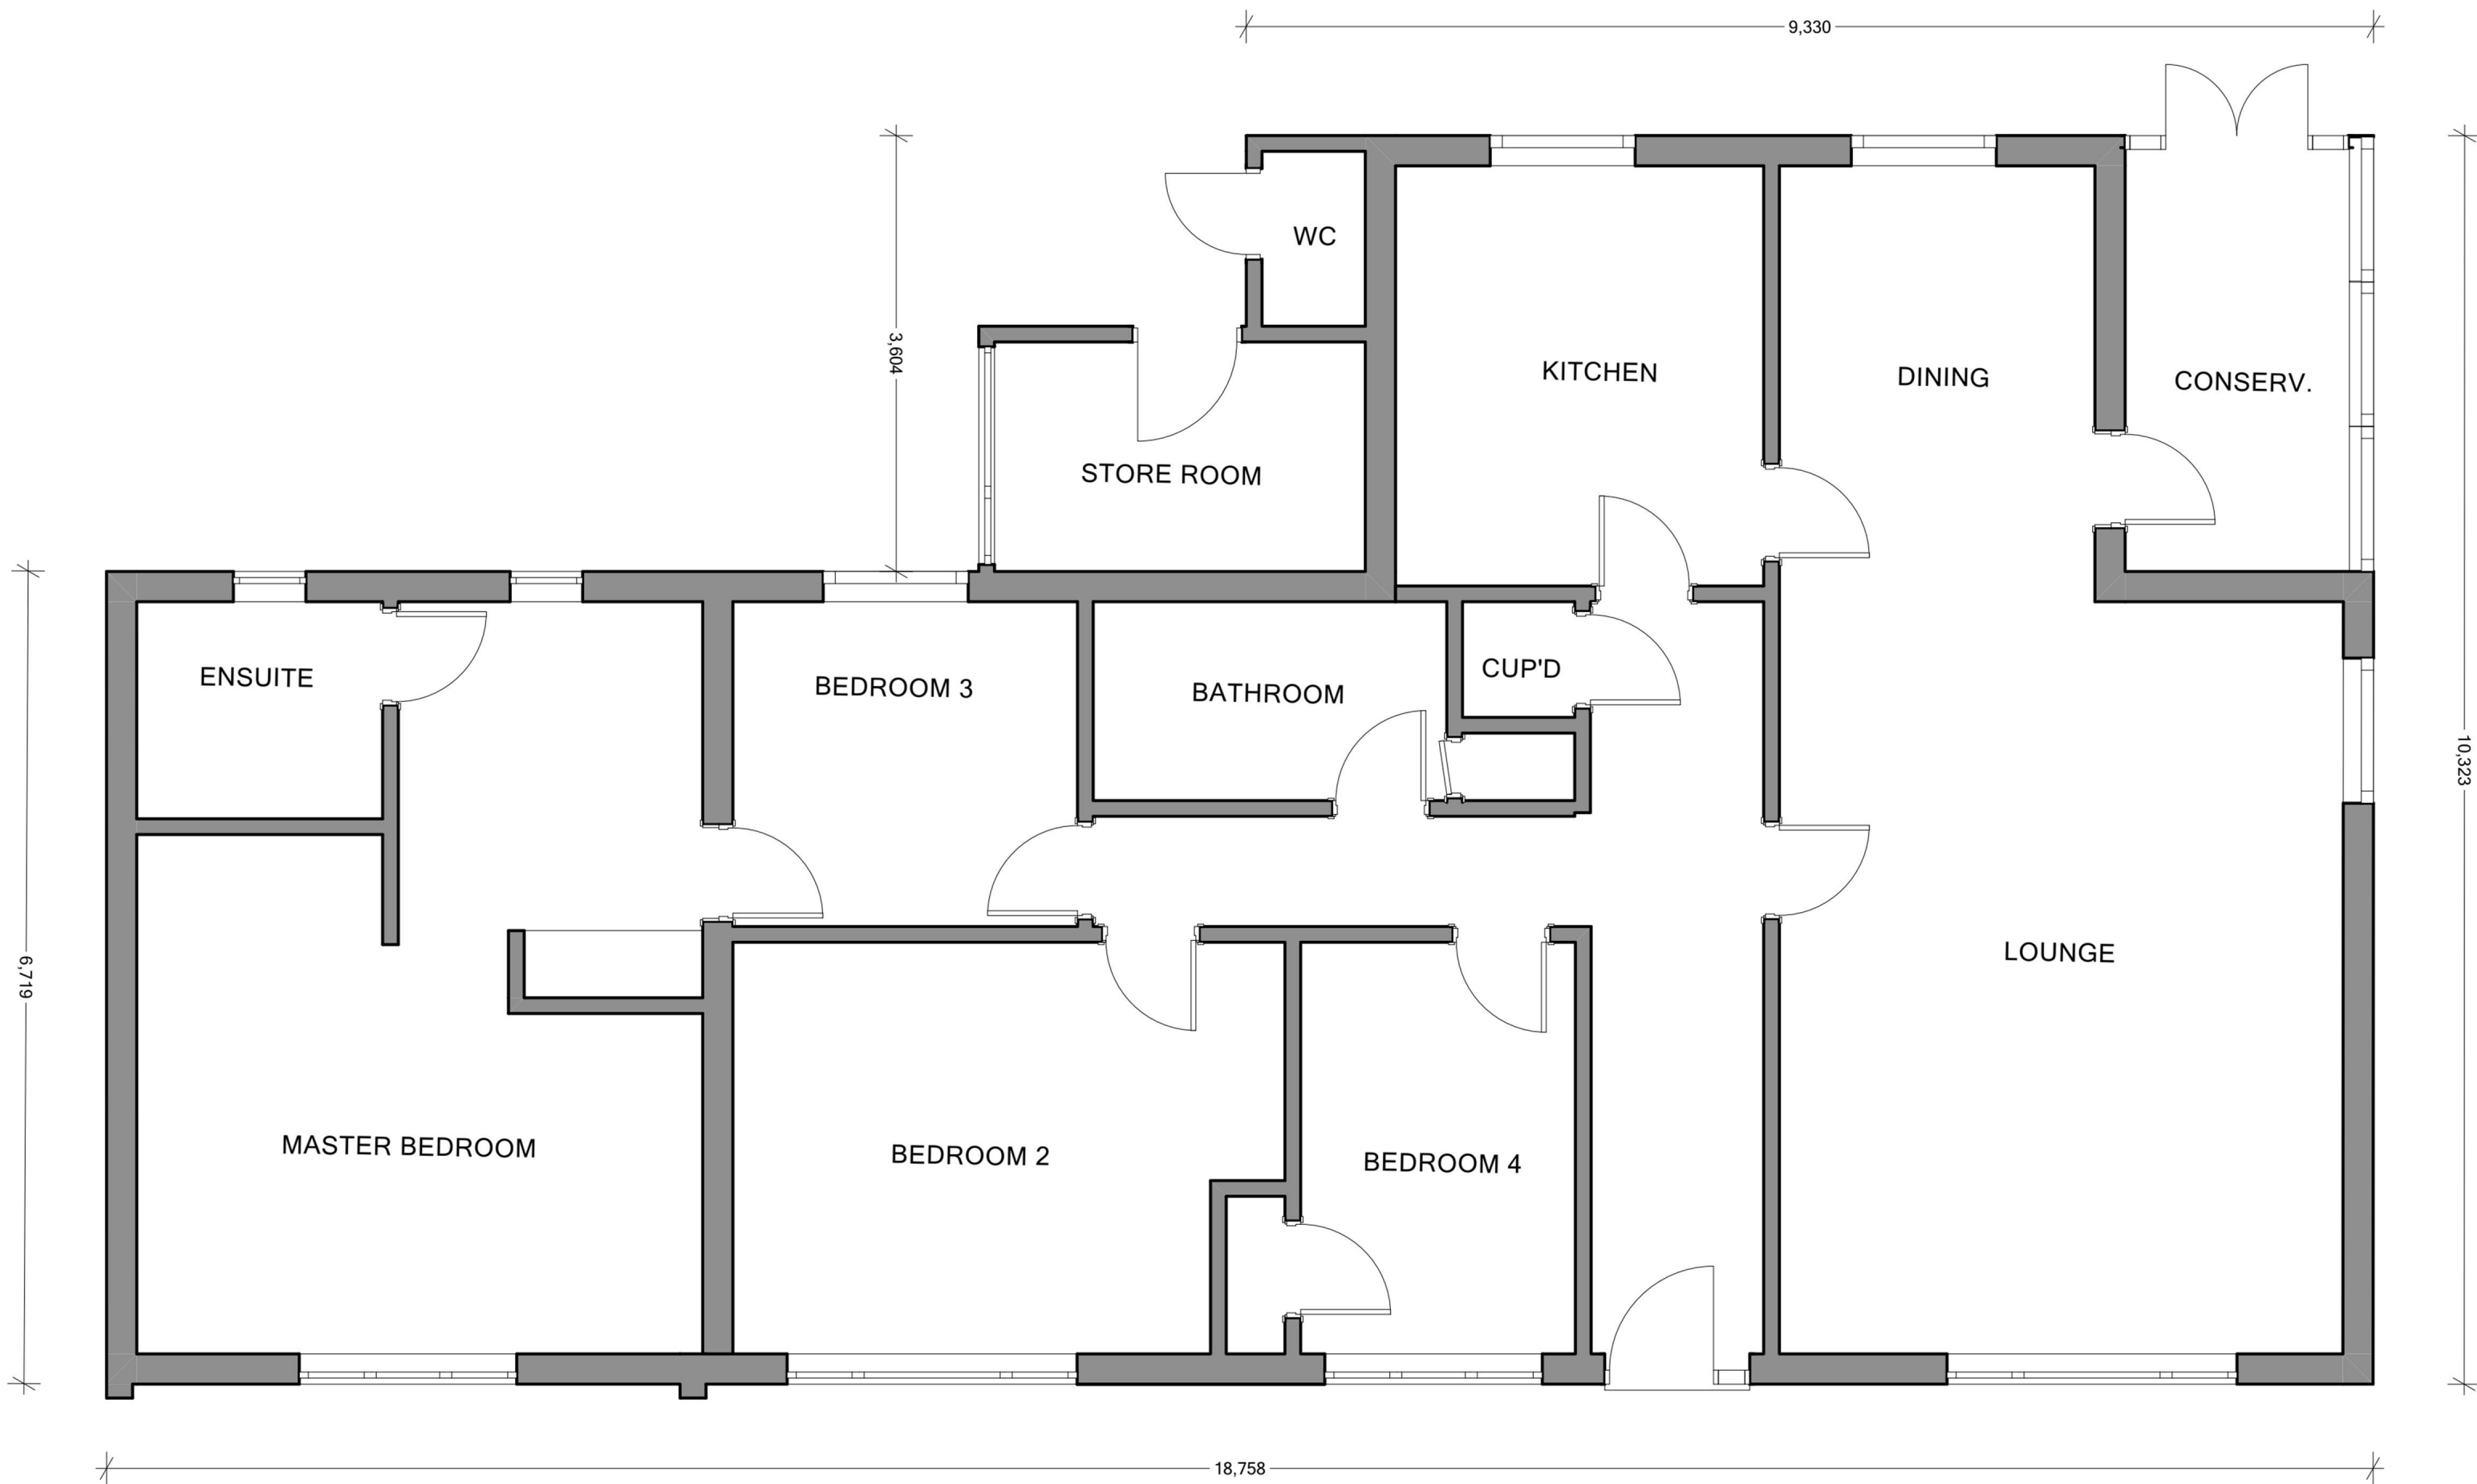 9,330
3,604
WC
KITCHEN
DINING
CONSERV.
STORE ROOM
ENSUITE
BEDROOM 3
BATHROOM
CUP'D
10,323
6,719
LOUNGE
MASTER BEDROOM
BEDROOM 2
BEDROOM 4
18,758